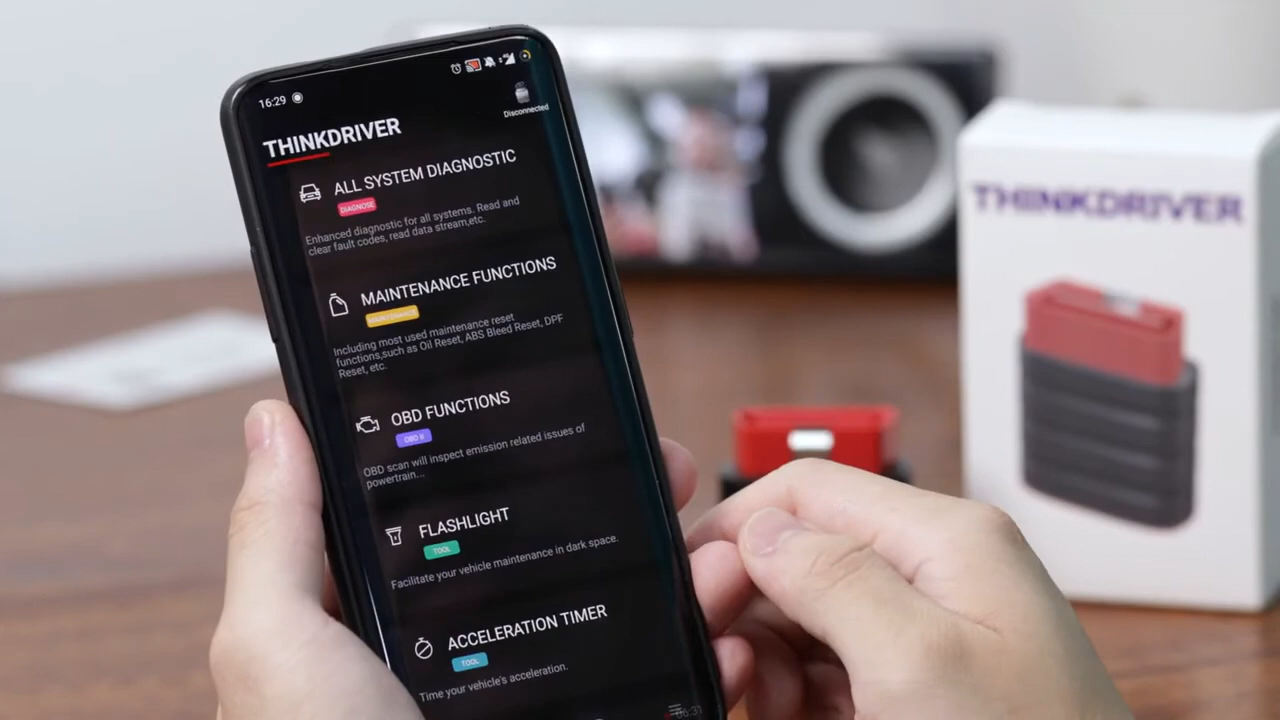 16:29
Disconnected
THINKDRIVER
ALL SYSTEM DIAGNOSTIC
DIAGNOSE
Enhanced diagnostic for all systems. Read and
clear fault codes, read data stream,etc.
MAINTENANCE FUNCTIONS
MAINTENANCE
Including most used maintenance reset
functions,such as Oil Reset, ABS Bleed Reset, DPF
Reset, etc.
OBD FUNCTIONS
OBD II
OBD scan will inspect emission related issues of
powertrain...
FLASHLIGHT
TOOL
Facilitate your vehicle maintenance in dark space.
ACCELERATION TIMER
TOOL
Time your vehicle's acceleration.
06:31
THINKDRIVER